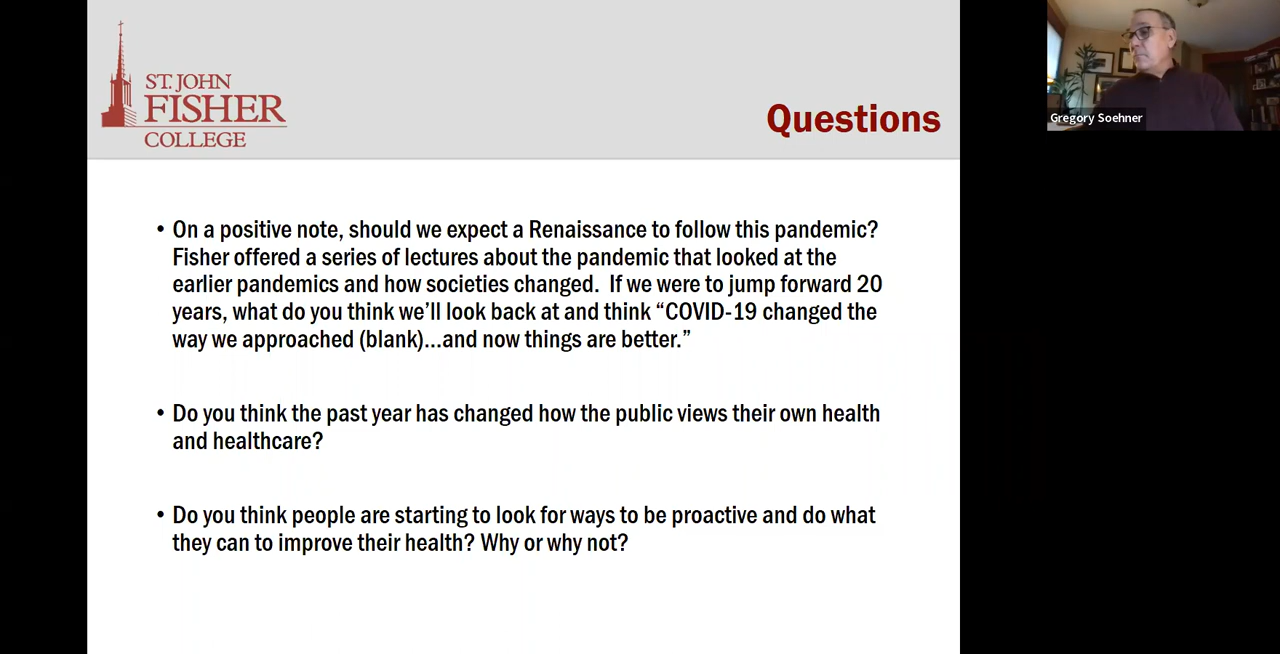 ST. JOHN
FISHER
COLLEGE
Questions
Gregory Soehner
• On a positive note, should we expect a Renaissance to follow this pandemic?
Fisher offered a series of lectures about the pandemic that looked at the
earlier pandemics and how societies changed.  If we were to jump forward 20
years, what do you think we’ll look back at and think “COVID-19 changed the
way we approached (blank)…and now things are better.”
• Do you think the past year has changed how the public views their own health
and healthcare?
• Do you think people are starting to look for ways to be proactive and do what
they can to improve their health? Why or why not?